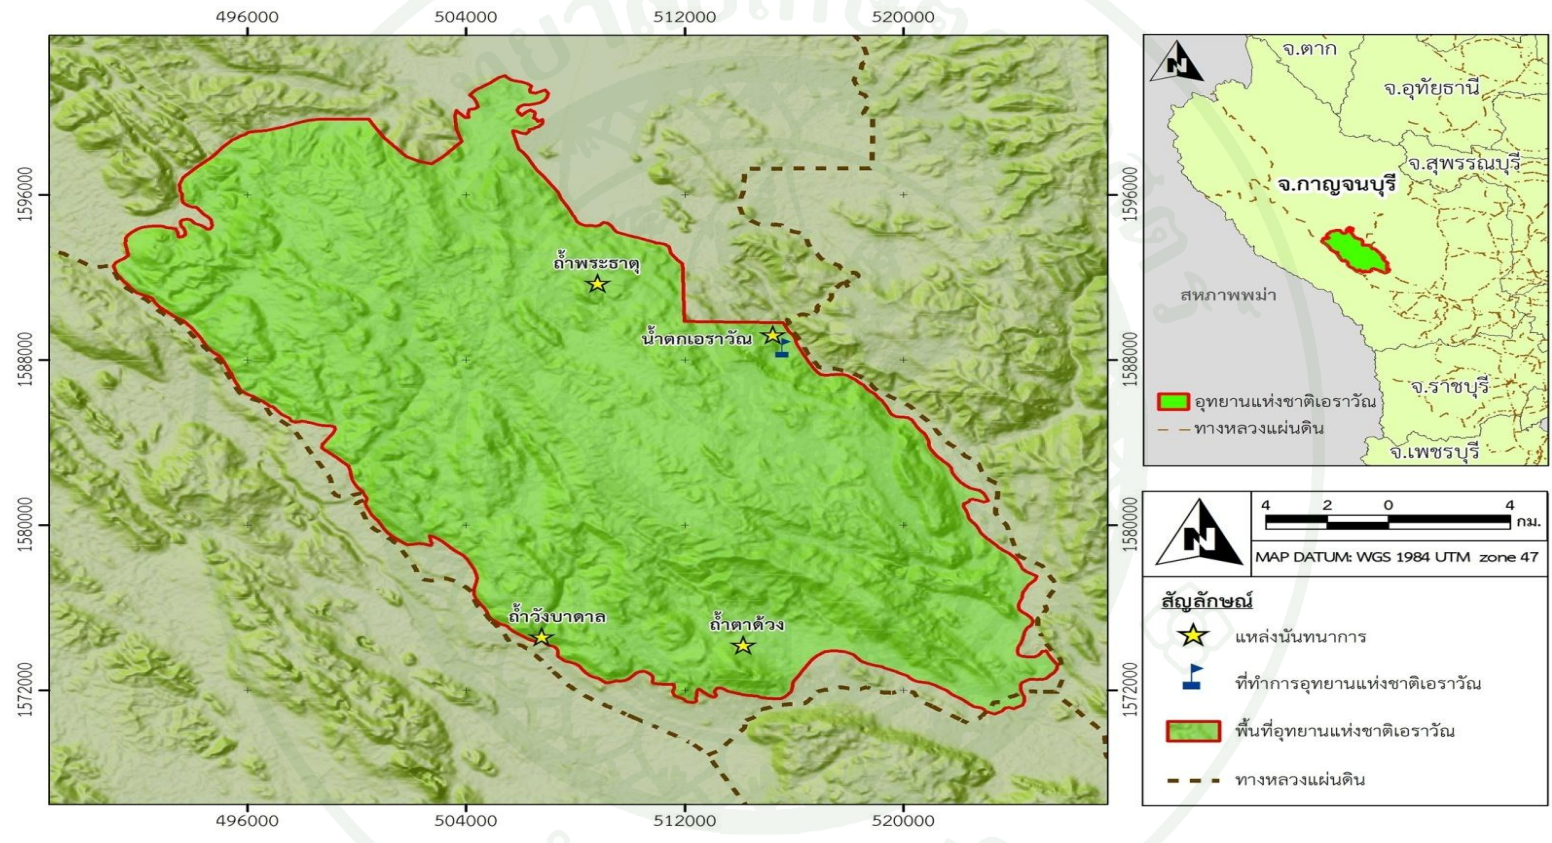 496000 504000 512000 520000
1596000
1588000
1580000
1572000
ถ้ำพระธาตุ
น้ำตกเอราวัณ
ถ้ำวังบาดาล
ถ้ำตาด้วง
1596000
1588000
1580000
1572000
496000 504000 512000 520000
N
จ.ตาก
จ.อุทัยธานี
จ.สุพรรณบุรี
จ.กาญจนบุรี
สหภาพพม่า
จ.ราชบุรี
จ.เพชรบุรี
อุทยานแห่งชาติเอราวัณ
ทางหลวงแผ่นดิน
N
4 2 0 4
กม.
MAP DATUM: WGS 1984 UTM zone 47
สัญลักษณ์
แหล่งนันทนาการ
ที่ทำการอุทยานแห่งชาติเอราวัณ
พื้นที่อุทยานแห่งชาติเอราวัณ
ทางหลวงแผ่นดิน